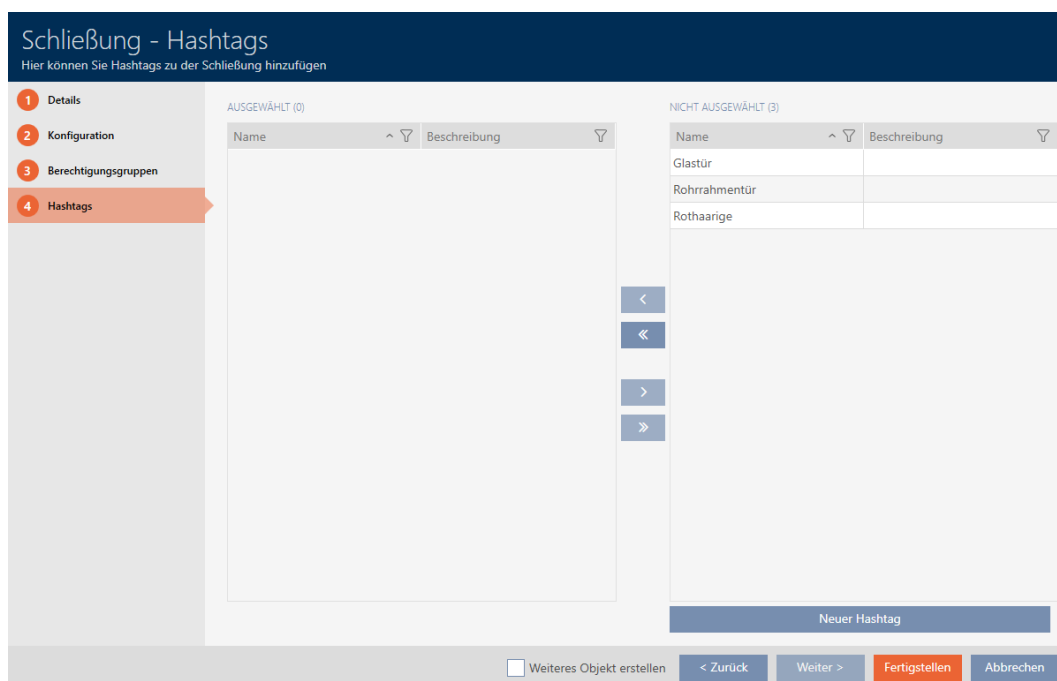 Schließung - Hashtags
Hier können Sie Hashtags zu der Schließung hinzufügen
1 Details
2 Konfiguration
3 Berechtigungsgruppen
4 Hashtags
AUSGEWÄHLT (0)
Name Beschreibung
NICHT AUSGEWÄHLT (3)
Name Beschreibung
Glastür
Rohrrahmentür
Rothaarige
Neuer Hashtag
Weiteres Objekt erstellen
< Zurück
Weiter >
Fertigstellen
Abbrechen